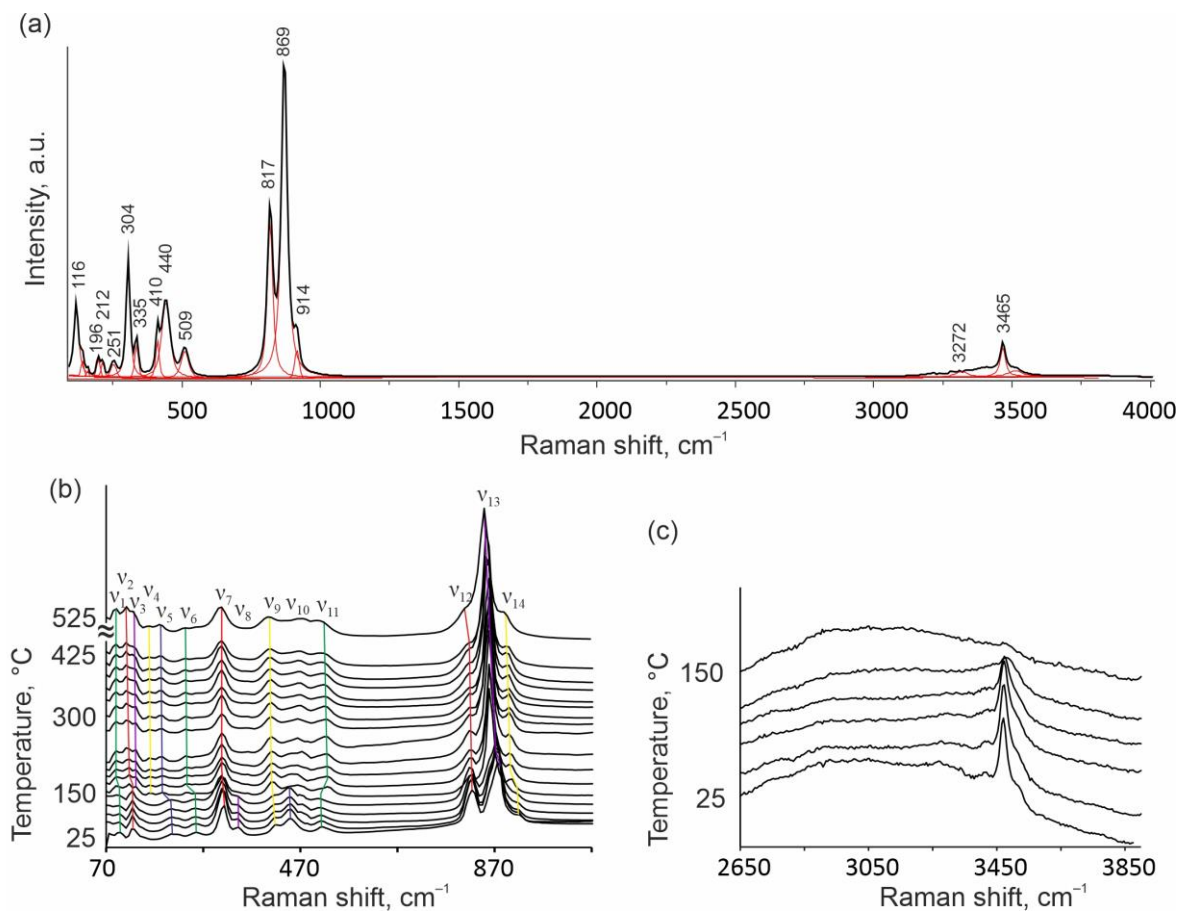 (a)
Intensity, a.u.
116
196
212
251
304
335
410
440
509
817
869
914
3272
3465
500 1000 1500 2000 2500 3000 3500 4000
Raman shift, cm⁻¹
(b)
Temperature, °C
ν₁
ν₂
ν₃
ν₄
ν₅
ν₆
ν₇
ν₈
ν₉
ν₁₀
ν₁₁
ν₁₂
ν₁₃
ν₁₄
525
425
300
150
25
70 470 870
Raman shift, cm⁻¹
(c)
Temperature, °C
150
25
2650 3050 3450 3850
Raman shift, cm⁻¹